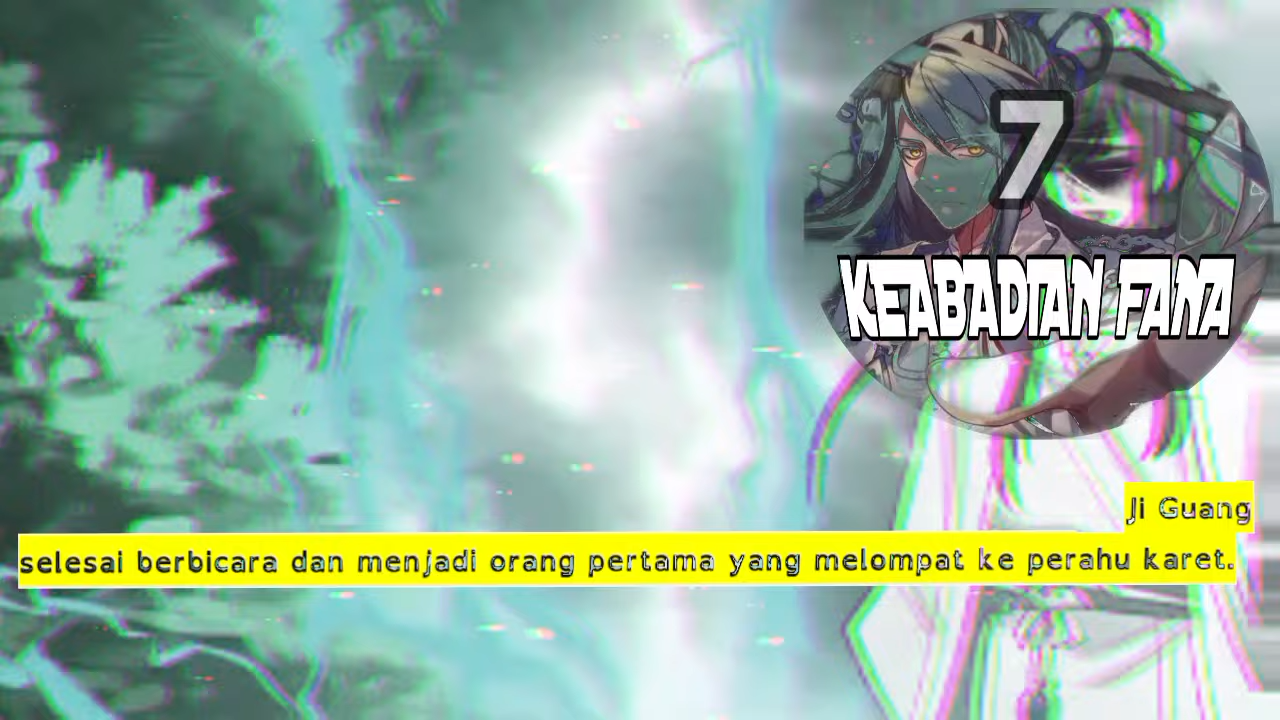 7
KEABADIAN FANA
Ji Guang
selesai berbicara dan menjadi orang pertama yang melompat ke perahu karet.